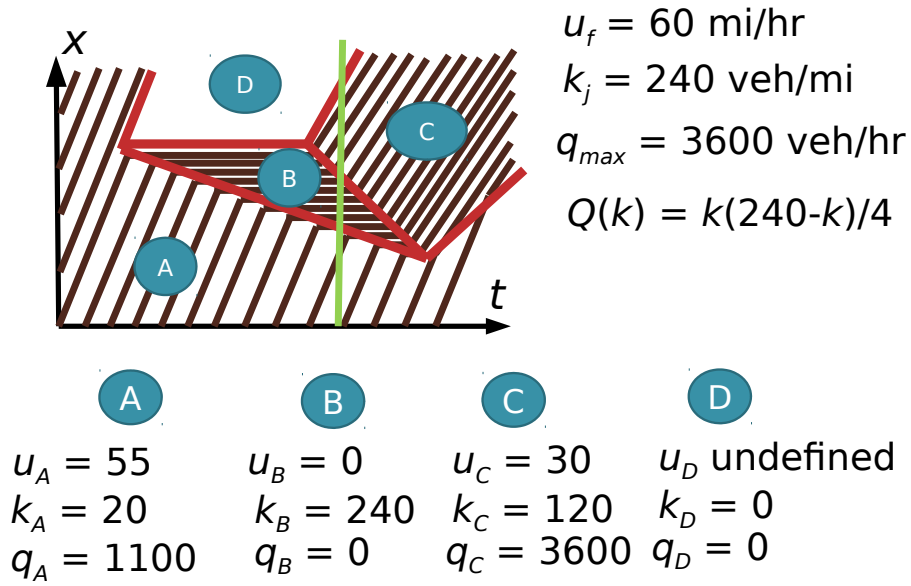 x
D
C
B
A
t
u_f = 60 mi/hr
k_j = 240 veh/mi
q_max = 3600 veh/hr
Q(k) = k(240-k)/4
A B C D
u_A = 55 u_B = 0 u_C = 30 u_D undefined
k_A = 20 k_B = 240 k_C = 120 k_D = 0
q_A = 1100 q_B = 0 q_C = 3600 q_D = 0